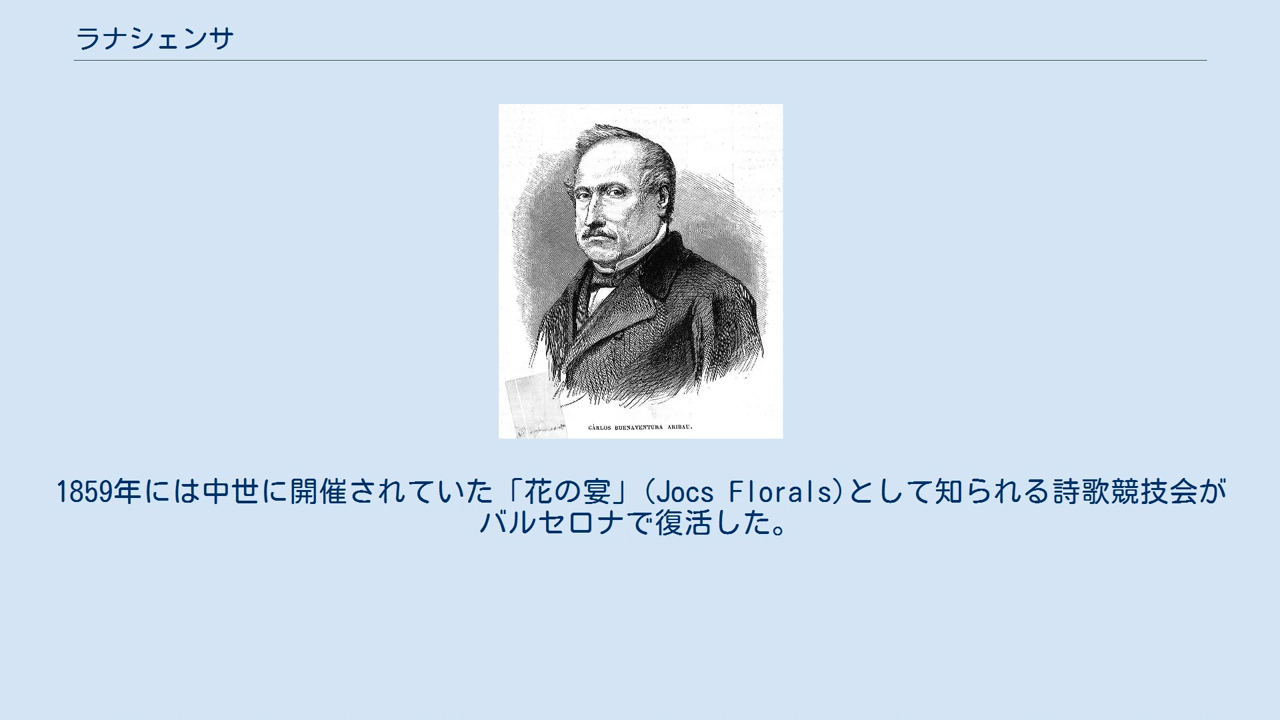 ラナシェンサ
CÁRLOS BUENAVENTURA ARIBAU.
1859年には中世に開催されていた「花の宴」(Jocs Florals)として知られる詩歌競技会が
バルセロナで復活した。